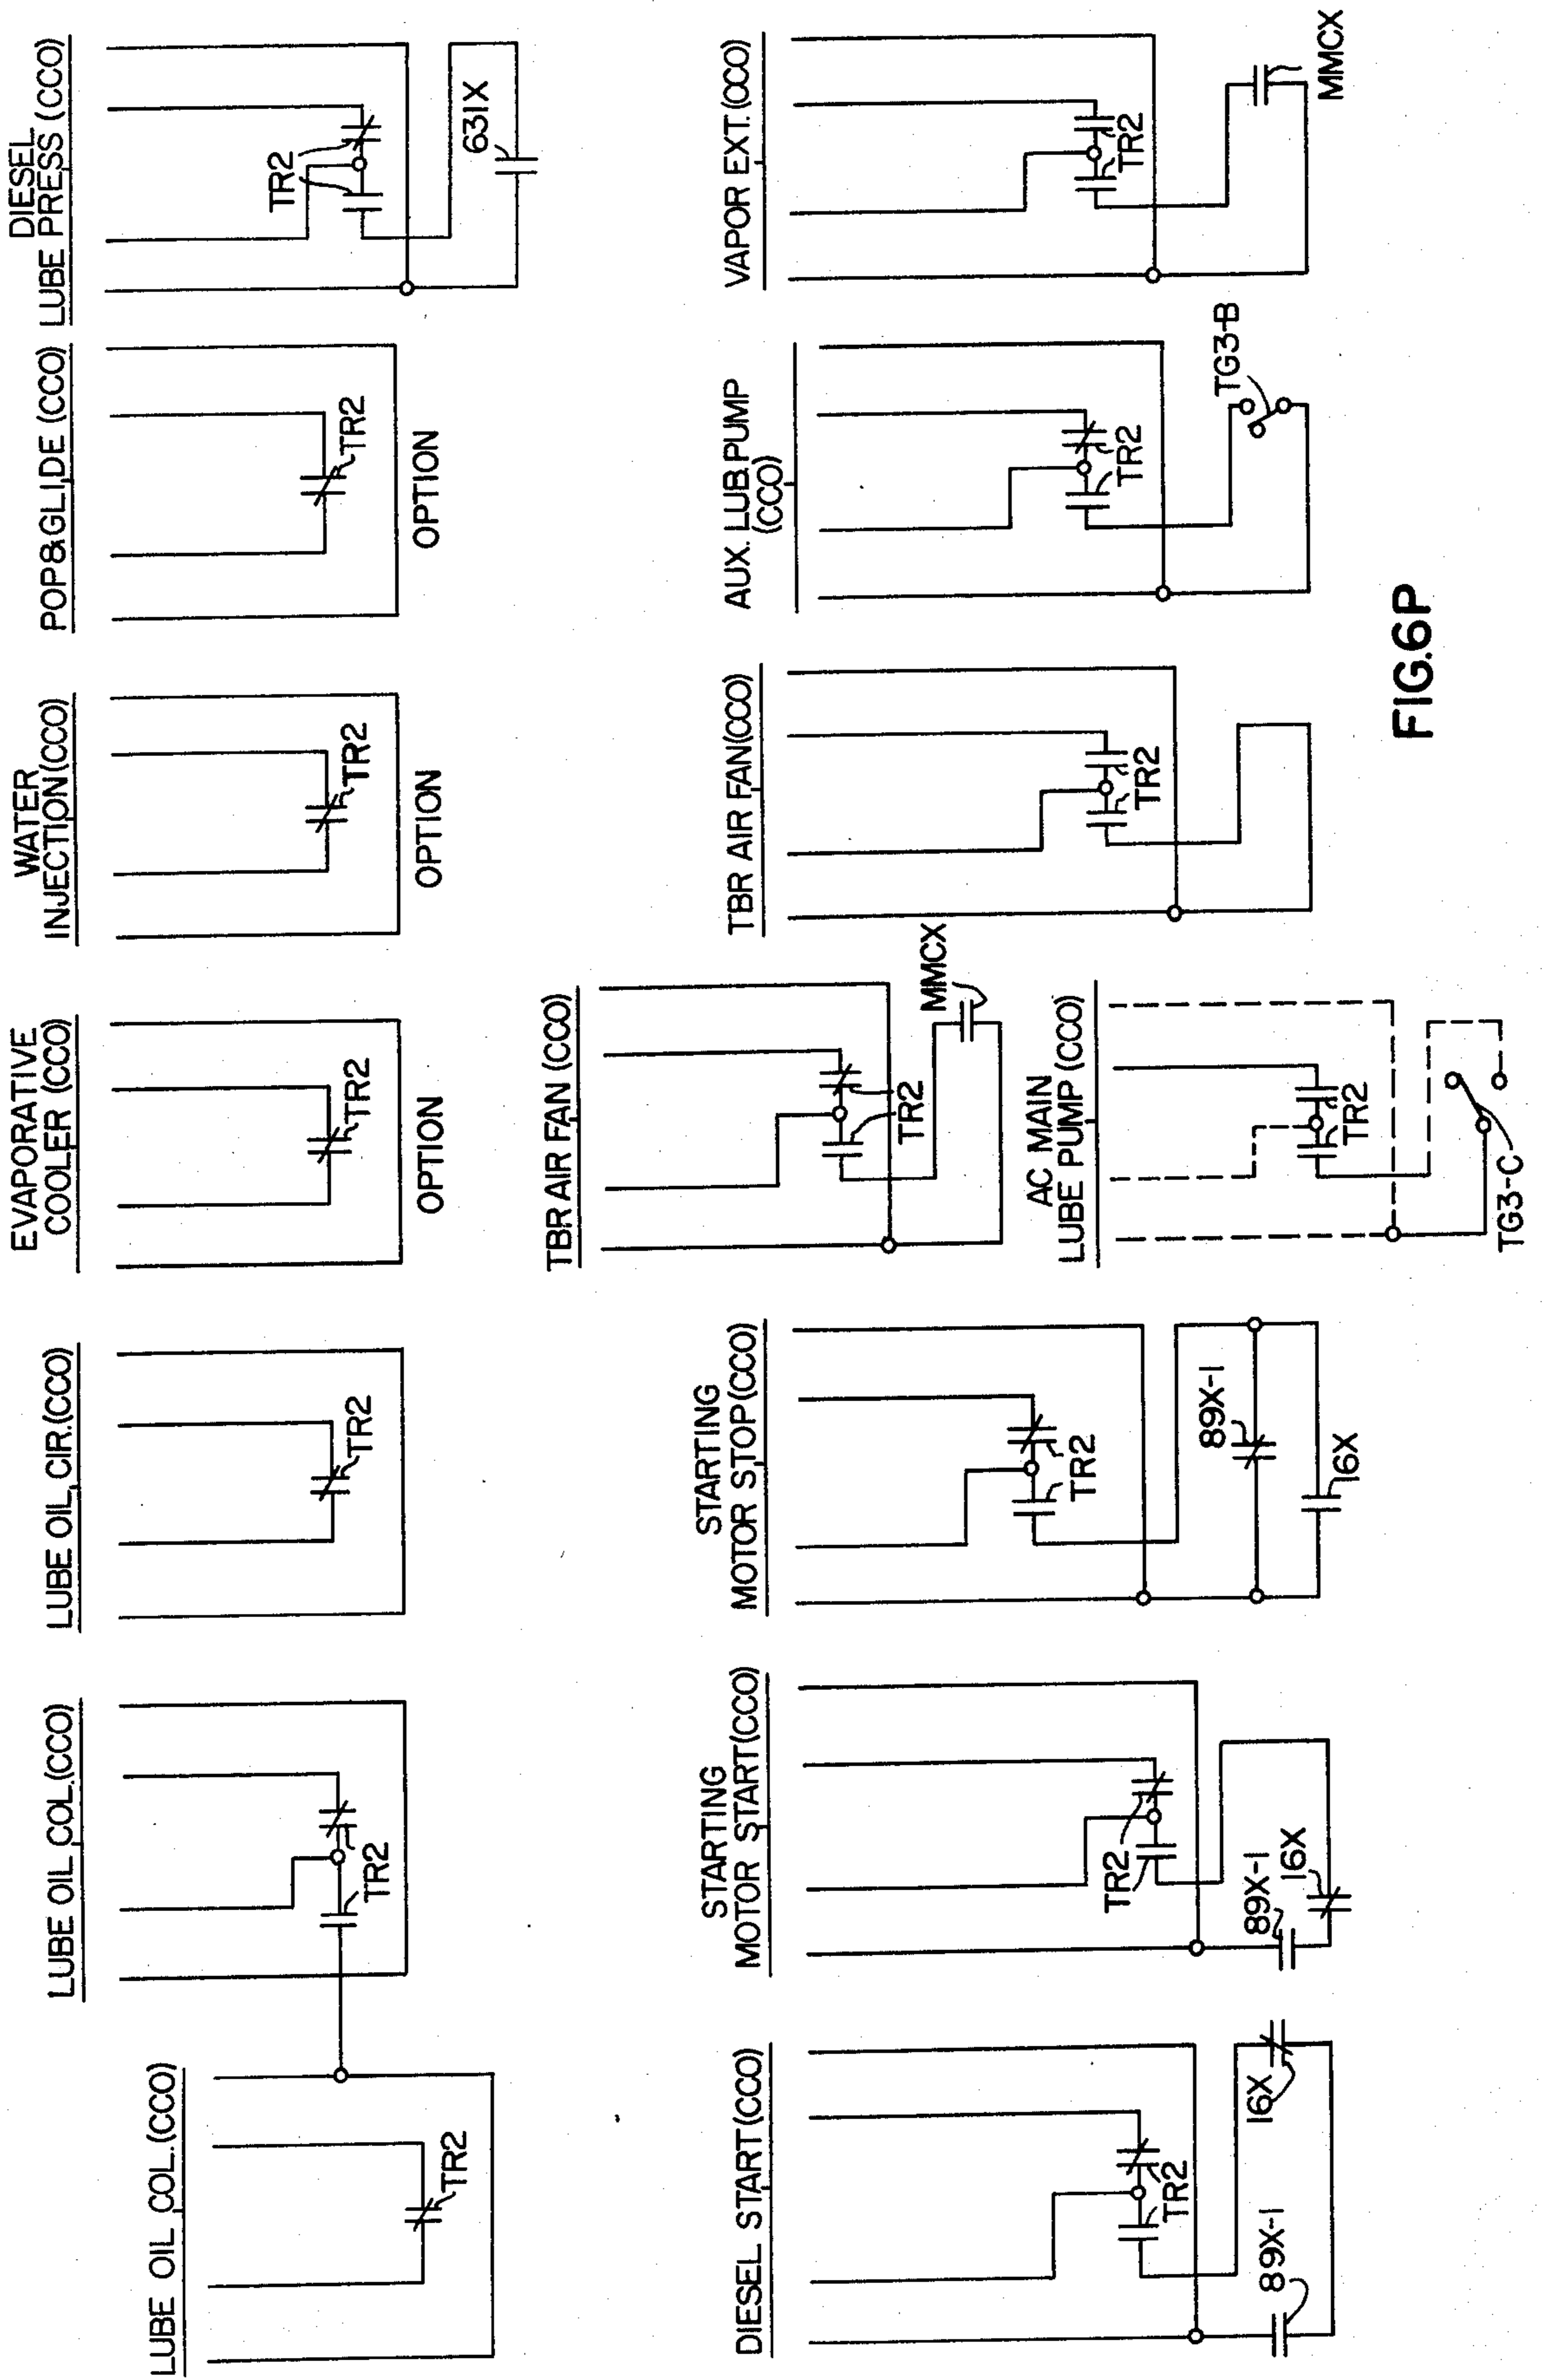 LUBE OIL COL.(CCO)
TR2
LUBE OIL COL.(CCO)
TR2
LUBE OIL CIR.(CCO)
TR2
EVAPORATIVE
COOLER (CCO)
TR2
OPTION
WATER
INJECTION(CCO)
TR2
OPTION
POP&GLIDE (CCO)
TR2
OPTION
DIESEL
LUBE PRESS (CCO)
TR2
631X
DIESEL START(CCO)
TR2
16X
89X-1
STARTING
MOTOR START(CCO)
TR2
89X-1
16X
STARTING
MOTOR STOP(CCO)
TR2
89X-1
16X
TBR AIR FAN (CCO)
TR2
MMCX
AC MAIN
LUBE PUMP (CCO)
TR2
TG3-C
TBR AIR FAN(CCO)
TR2
AUX. LUB. PUMP
(CCO)
TR2
TG3-B
VAPOR EXT.(CCO)
TR2
MMCX
FIG.6P